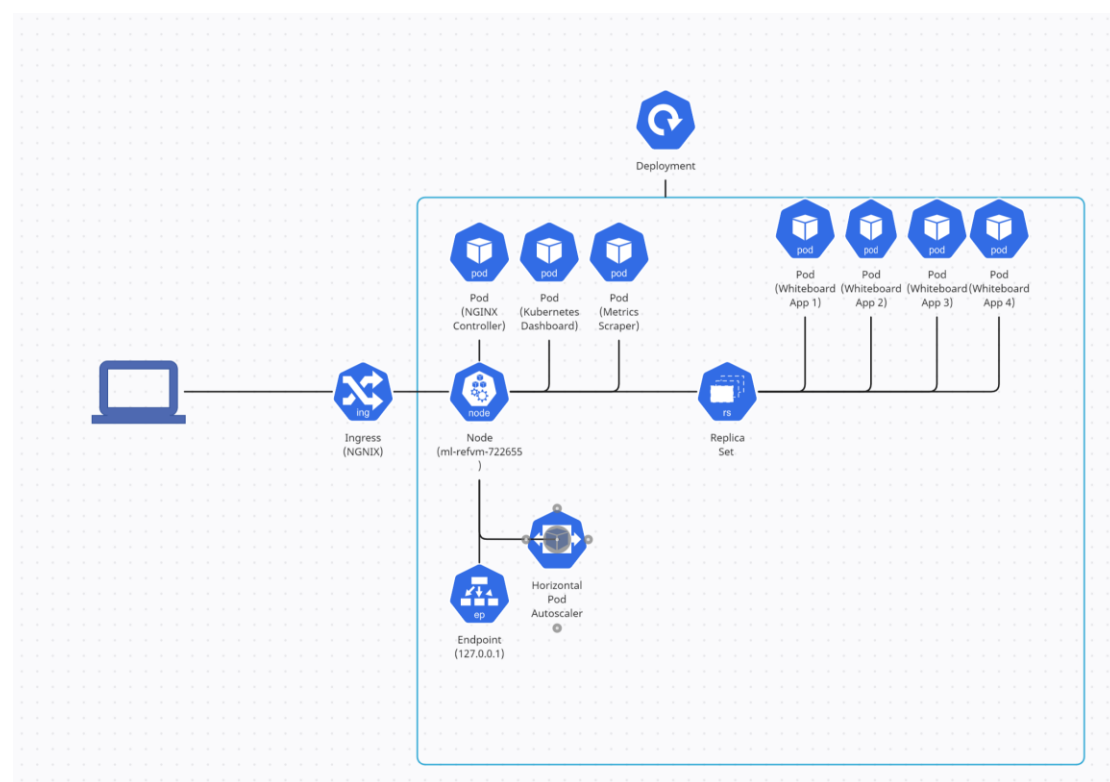 Deployment
pod
pod
pod
Pod
(NGINX
Controller)
Pod
(Kubernetes
Dashboard)
Pod
(Metrics
Scraper)
pod
pod
pod
pod
Pod
(Whiteboard
App 1)
Pod
(Whiteboard
App 2)
Pod
(Whiteboard
App 3)
Pod
(Whiteboard
App 4)
ing
Ingress
(NGNIX)
node
Node
(ml-refvm-722655
)
rs
Replica
Set
Horizontal
Pod
Autoscaler
ep
Endpoint
(127.0.0.1)